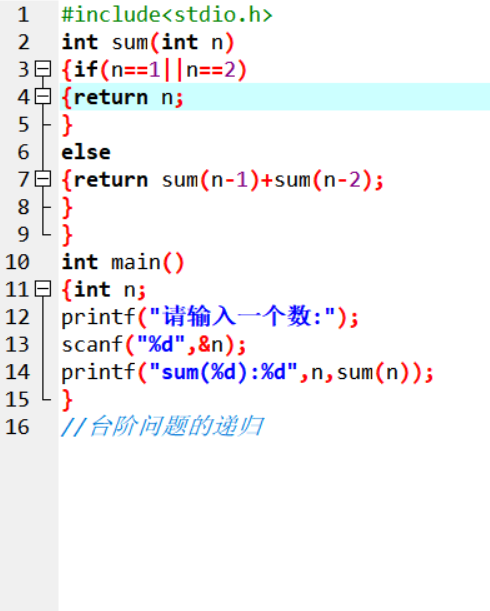 1 #include<stdio.h>
2 int sum(int n)
3 {if(n==1||n==2)
4 {return n;
5 }
6 else
7 {return sum(n-1)+sum(n-2);
8 }
9 }
10 int main()
11 {int n;
12 printf("请输入一个数:");
13 scanf("%d",&n);
14 printf("sum(%d):%d",n,sum(n));
15 }
16 //台阶问题的递归